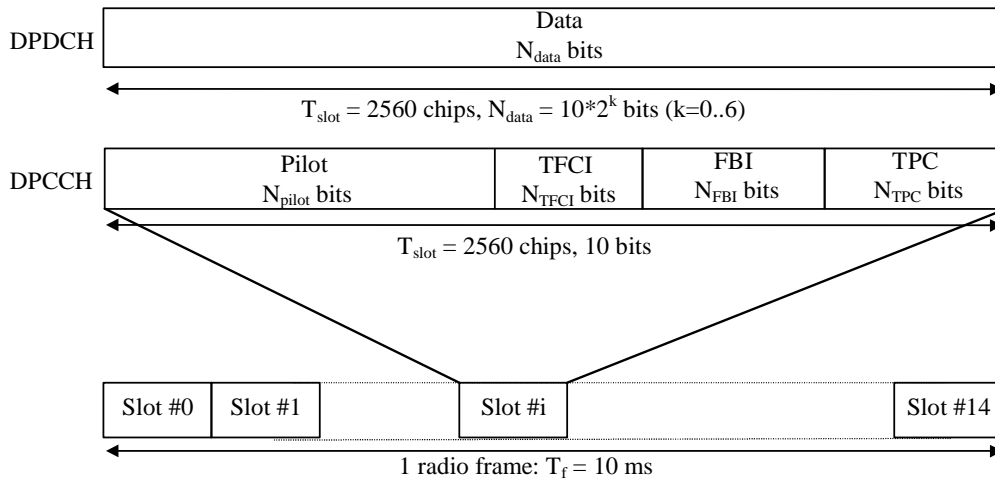 Data
DPDCH
N_data bits
T_slot = 2560 chips, N_data = 10*2^k bits (k=0..6)
Pilot TFCI FBI TPC
DPCCH
N_pilot bits N_TFCI bits N_FBI bits N_TPC bits
T_slot = 2560 chips, 10 bits
Slot #0 Slot #1 Slot #i Slot #14
1 radio frame: T_f = 10 ms